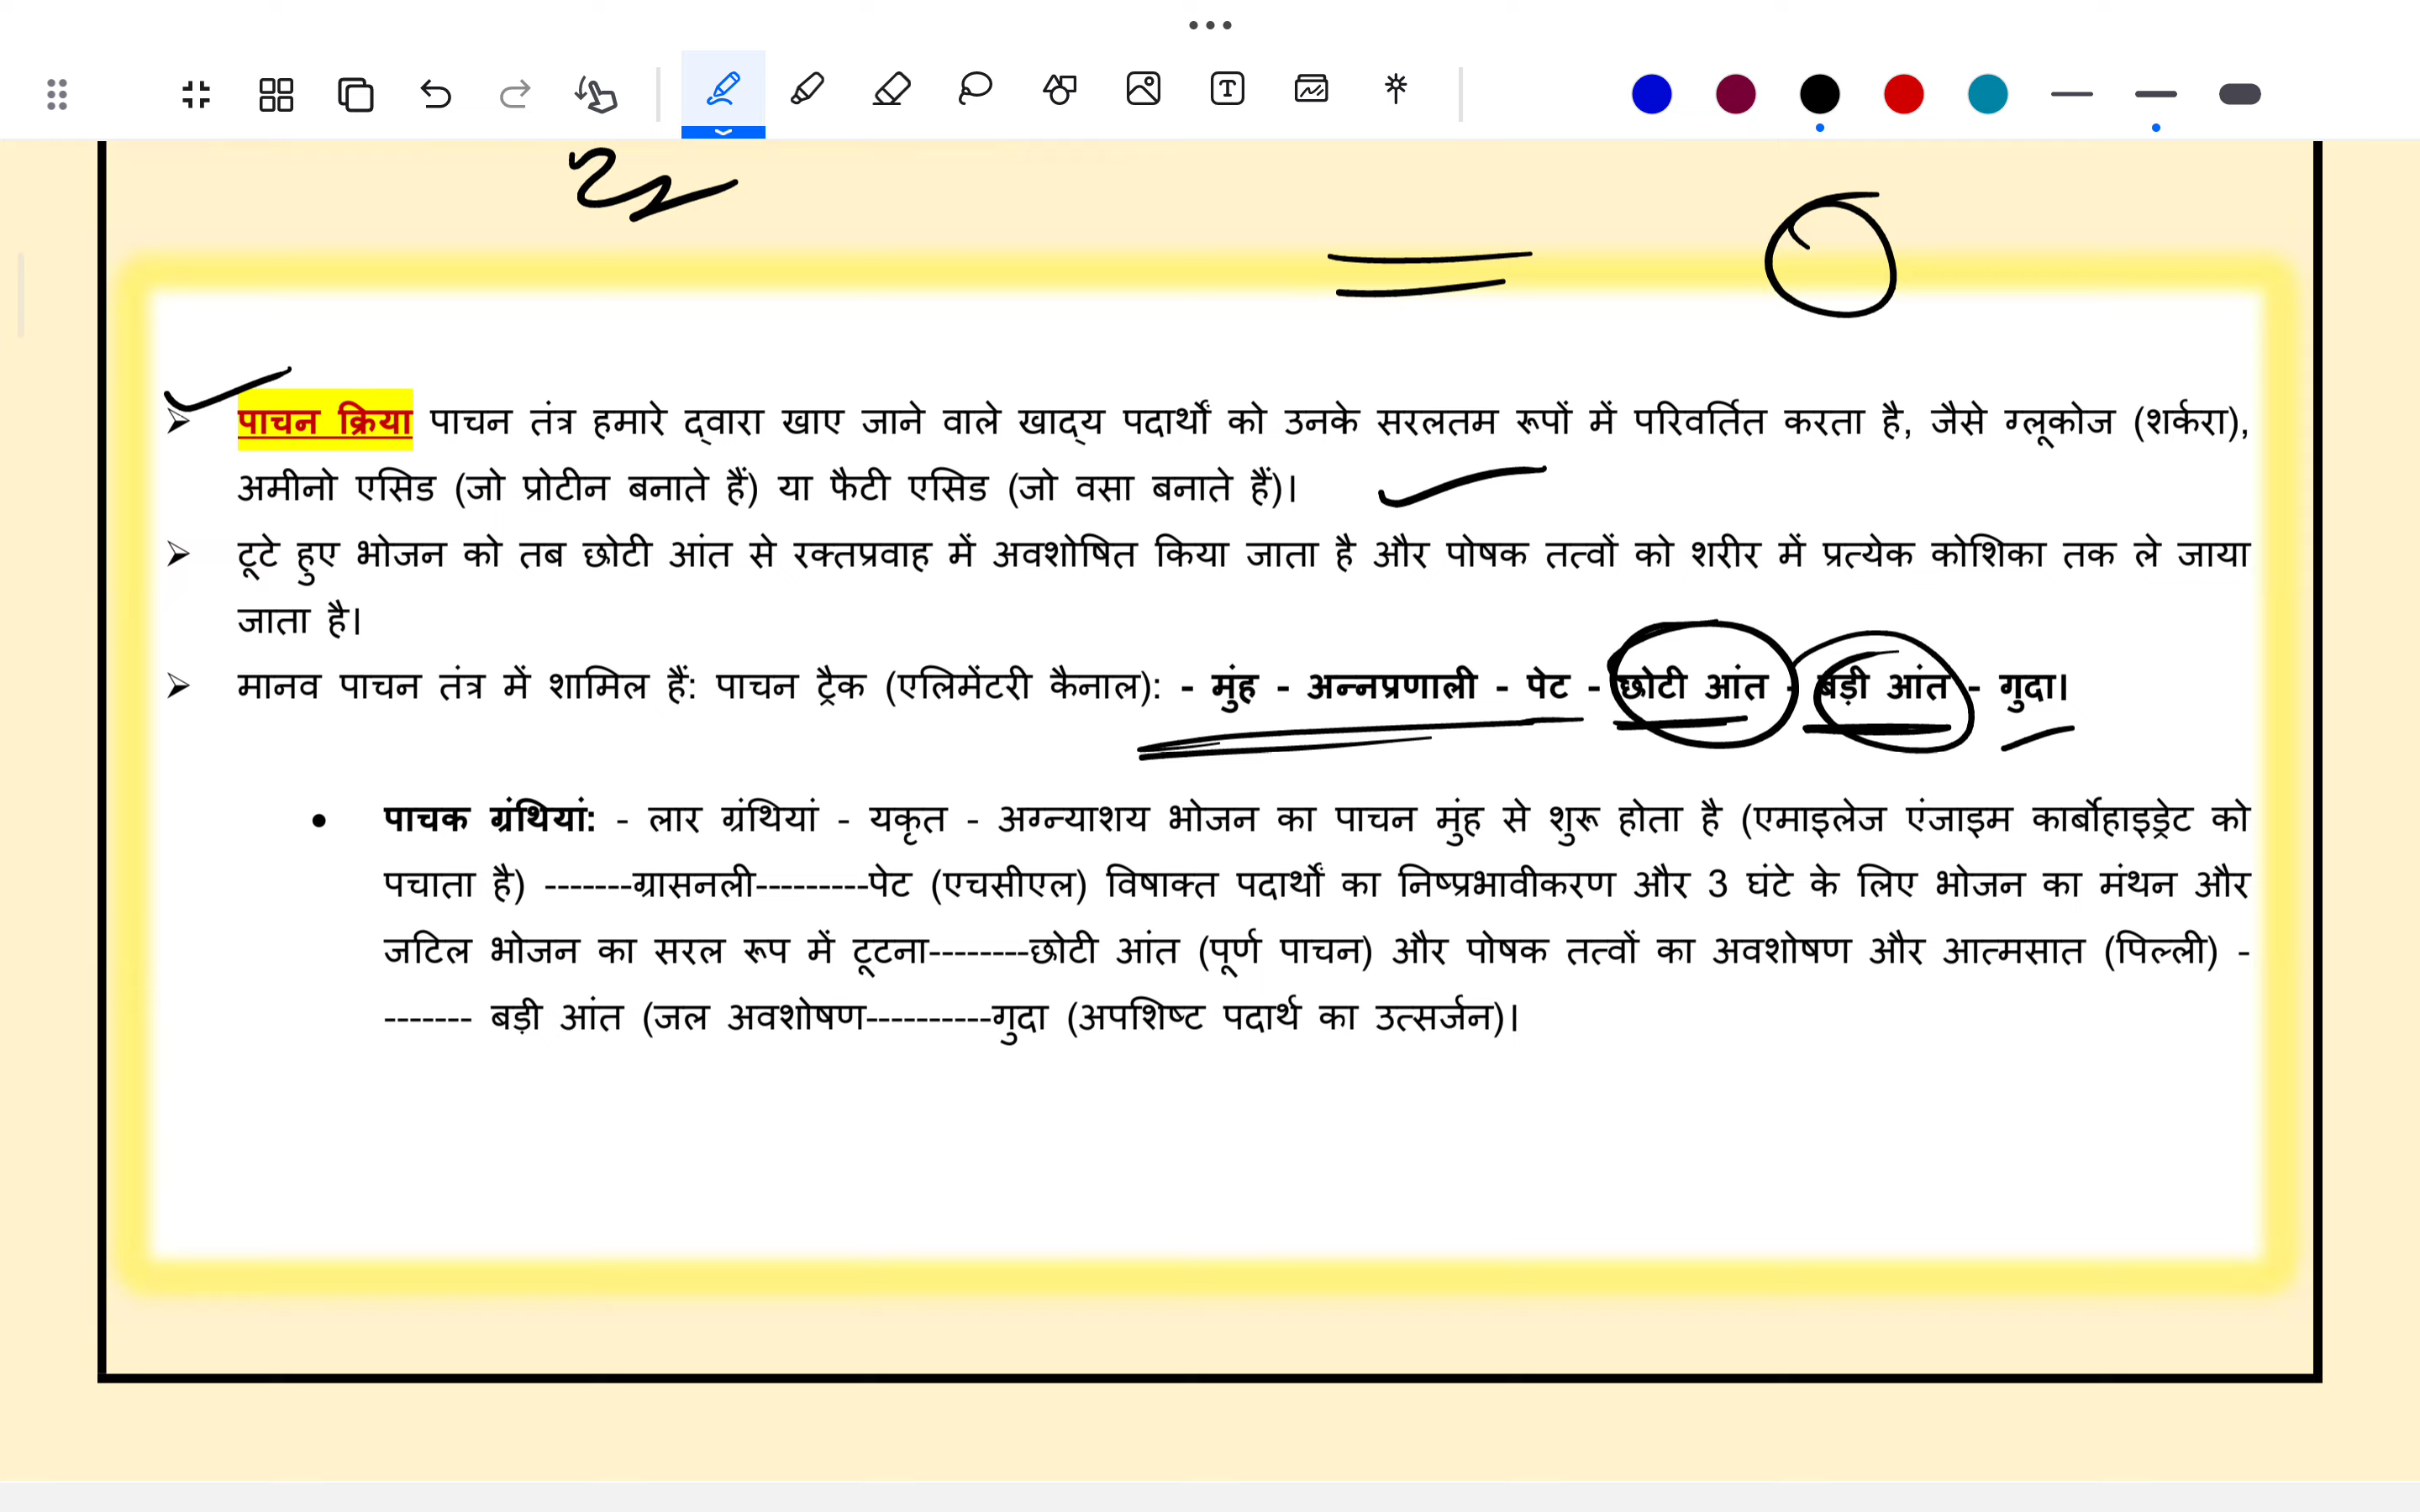 पाचन क्रिया पाचन तंत्र हमारे द्वारा खाए जाने वाले खाद्य पदार्थों को उनके सरलतम रूपों में परिवर्तित करता है, जैसे ग्लूकोज (शर्करा),
अमीनो एसिड (जो प्रोटीन बनाते हैं) या फैटी एसिड (जो वसा बनाते हैं)।
टूटे हुए भोजन को तब छोटी आंत से रक्तप्रवाह में अवशोषित किया जाता है और पोषक तत्वों को शरीर में प्रत्येक कोशिका तक ले जाया
जाता है।
मानव पाचन तंत्र में शामिल हैं: पाचन ट्रैक (एलिमेंटरी कैनाल): - मुंह - अन्नप्रणाली - पेट - छोटी आंत - बड़ी आंत - गुदा।
पाचक ग्रंथियां: - लार ग्रंथियां - यकृत - अग्न्याशय भोजन का पाचन मुंह से शुरू होता है (एमाइलेज एंजाइम कार्बोहाइड्रेट को
पचाता है) -------ग्रासनली---------पेट (एचसीएल) विषाक्त पदार्थों का निष्प्रभावीकरण और 3 घंटे के लिए भोजन का मंथन और
जटिल भोजन का सरल रूप में टूटना--------छोटी आंत (पूर्ण पाचन) और पोषक तत्वों का अवशोषण और आत्मसात (पिल्ली) -
------- बड़ी आंत (जल अवशोषण----------गुदा (अपशिष्ट पदार्थ का उत्सर्जन)।